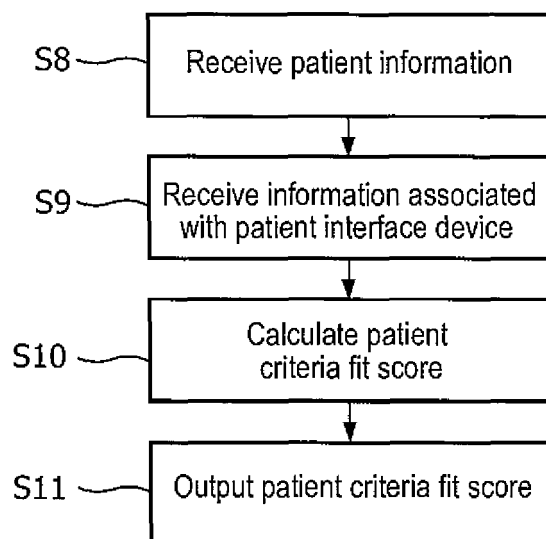 S8
Receive patient information
S9
Receive information associated
with patient interface device
S10
Calculate patient
criteria fit score
S11
Output patient criteria fit score